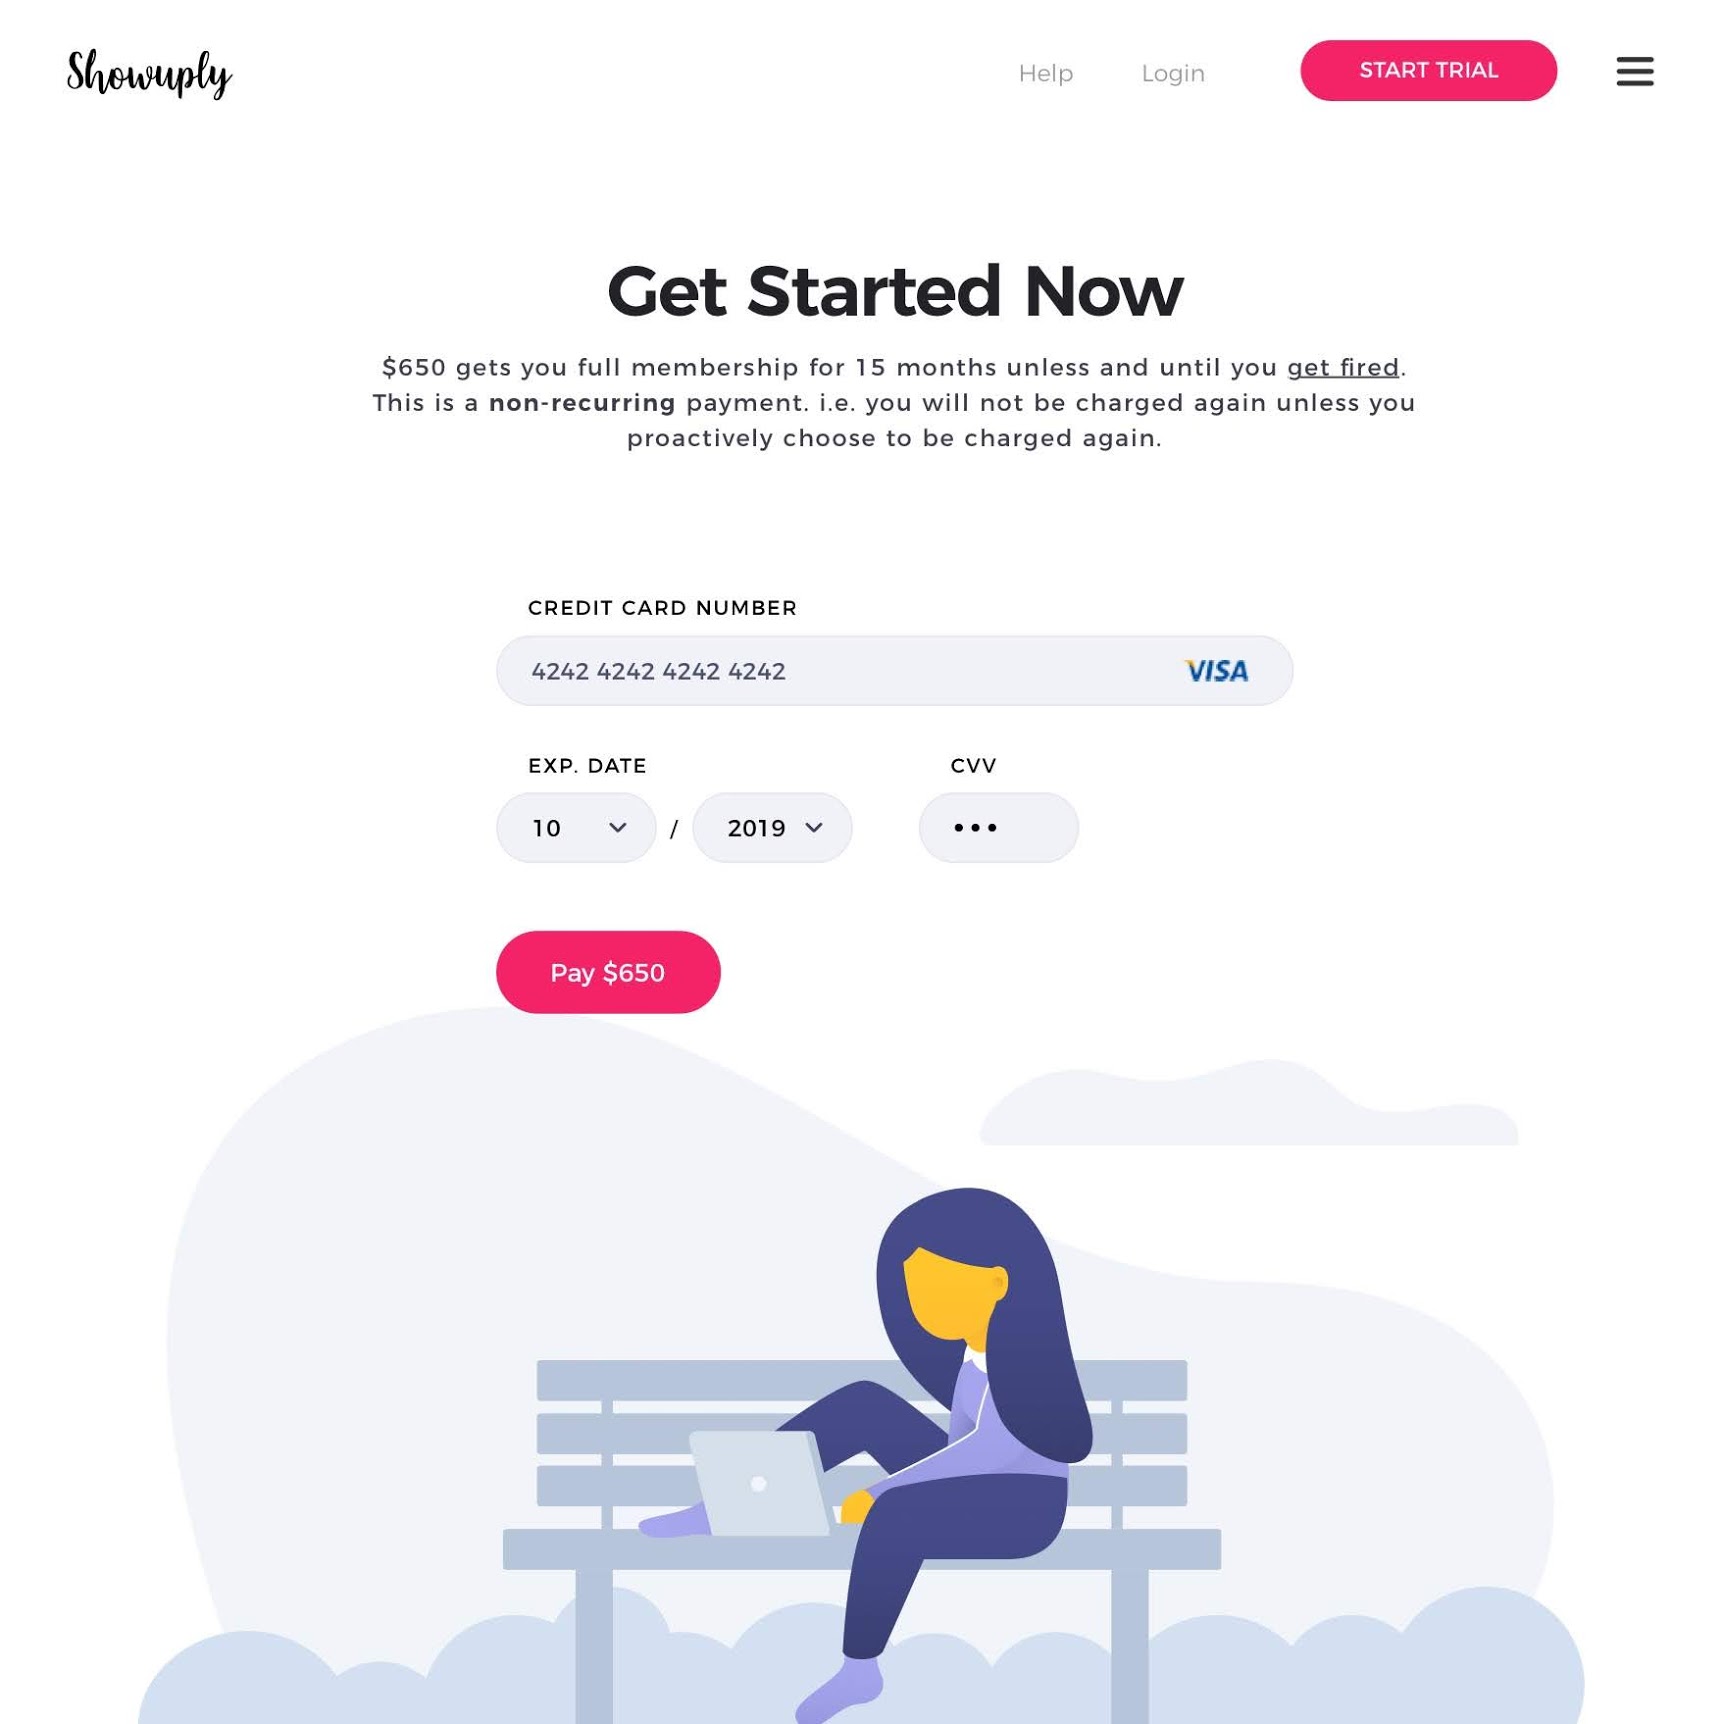 Showuply
Help
Login
START TRIAL
Get Started Now
$650 gets you full membership for 15 months unless and until you get fired.
This is a non-recurring payment. i.e. you will not be charged again unless you
proactively choose to be charged again.
CREDIT CARD NUMBER
4242 4242 4242 4242
VISA
EXP. DATE
CVV
10 / 2019
•••
Pay $650